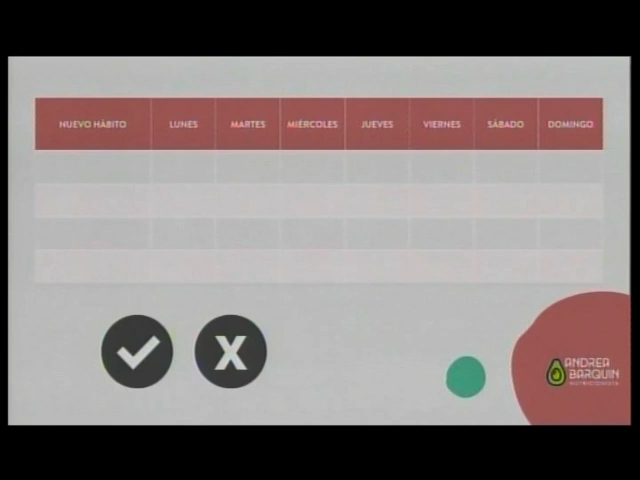 NUEVO HÁBITO LUNES MARTES MIÉRCOLES JUEVES VIERNES SÁBADO DOMINGO
X
ANDREA
BARQUIN
NUTRICIONISTA